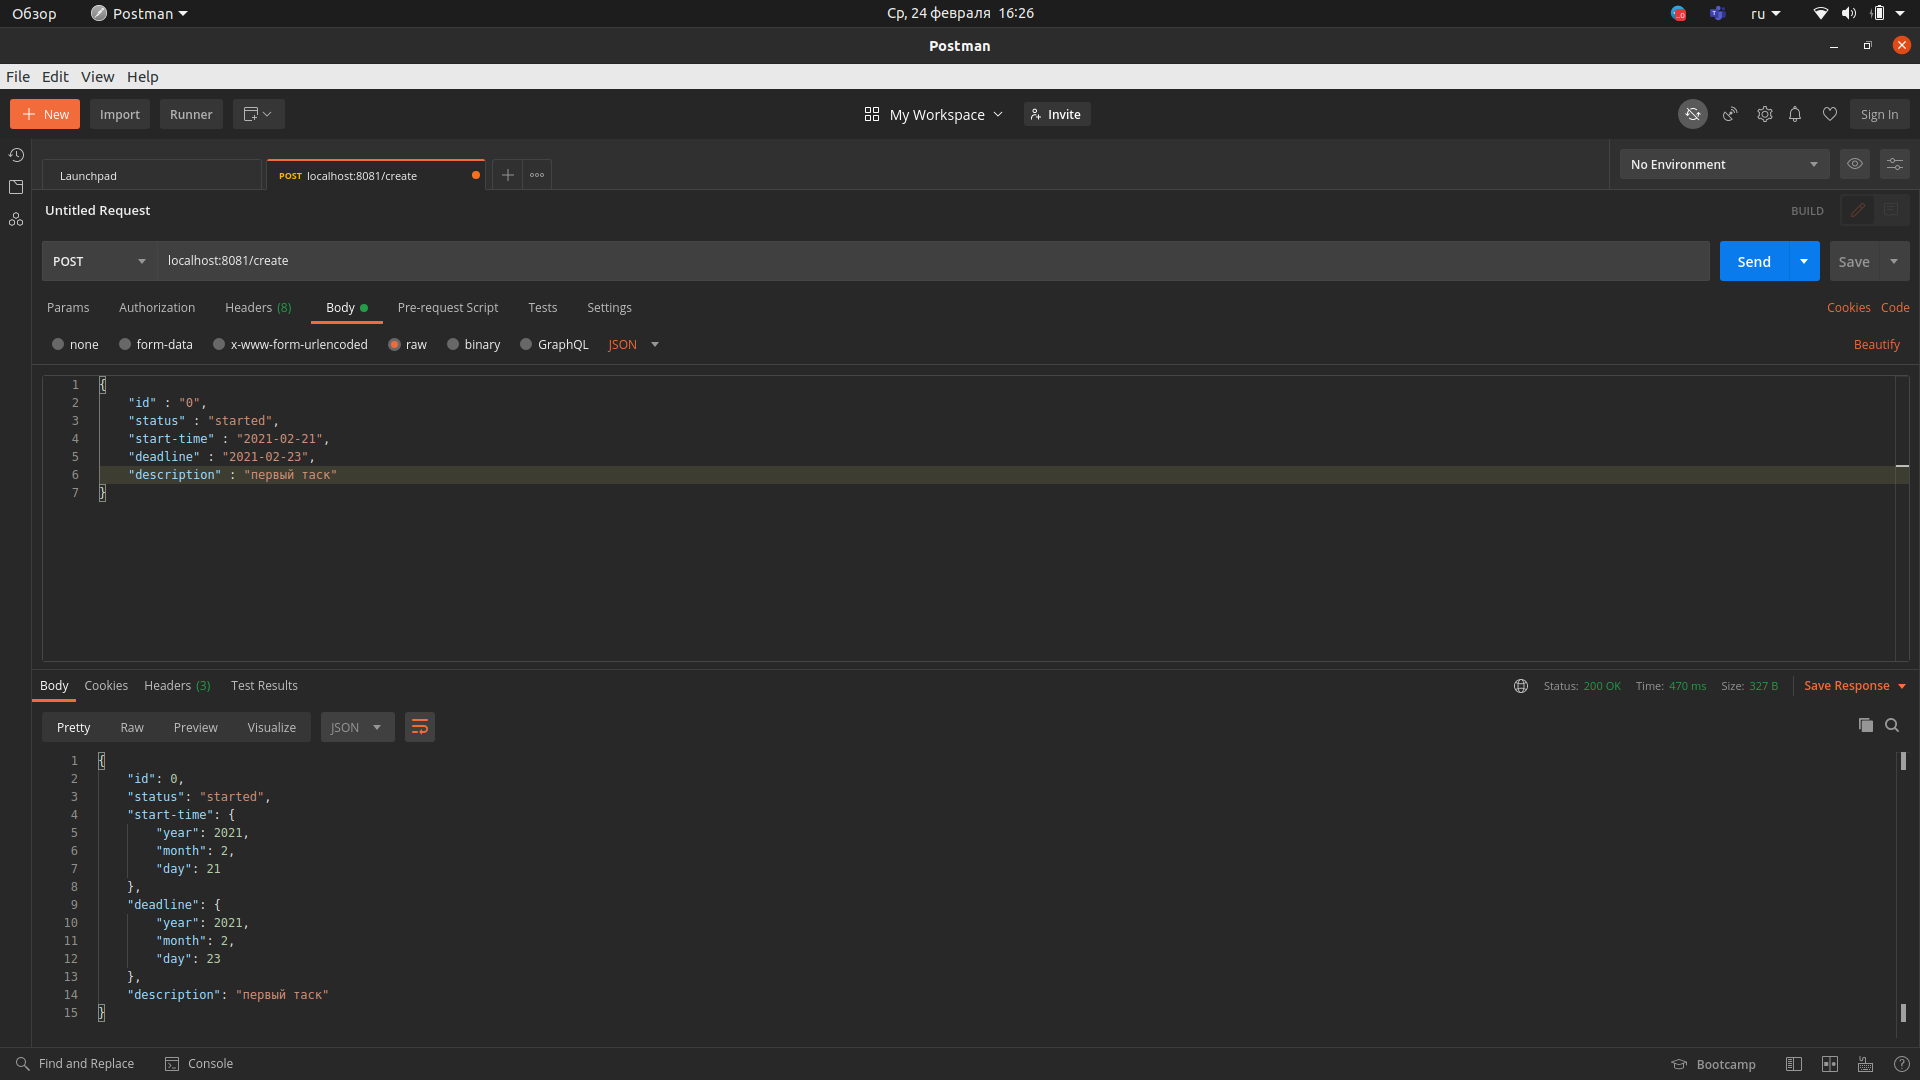 Обзор Postman Ср, 24 февраля 16:26 ru
Postman
File Edit View Help
New Import Runner My Workspace Invite Sign In
Launchpad POST localhost:8081/create No Environment
Untitled Request BUILD
POST localhost:8081/create Send Save
Params Authorization Headers (8) Body Pre-request Script Tests Settings Cookies Code
none form-data x-www-form-urlencoded raw binary GraphQL JSON Beautify
1 {
2 "id" : "0",
3 "status" : "started",
4 "start-time" : "2021-02-21",
5 "deadline" : "2021-02-23",
6 "description" : "первый таск"
7 }
Body Cookies Headers (3) Test Results Status: 200 OK Time: 470 ms Size: 327 B Save Response
Pretty Raw Preview Visualize JSON
1 {
2 "id": 0,
3 "status": "started",
4 "start-time": {
5 "year": 2021,
6 "month": 2,
7 "day": 21
8 },
9 "deadline": {
10 "year": 2021,
11 "month": 2,
12 "day": 23
13 },
14 "description": "первый таск"
15 }
Find and Replace Console Bootcamp